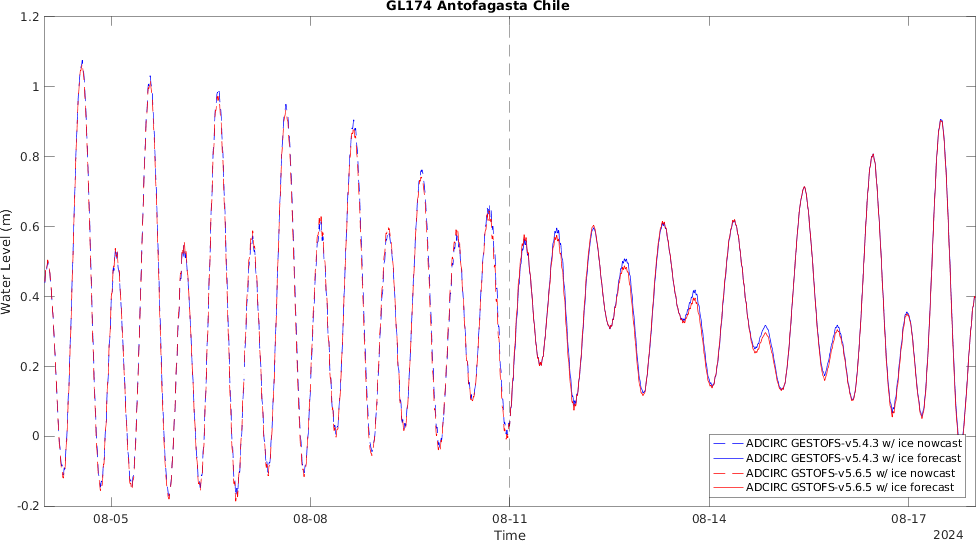 GL174 Antofagasta Chile
1.2
1
0.8
0.6
0.4
0.2
0
-0.2
Water Level (m)
08-05
08-08
08-11
08-14
08-17
Time
2024
ADCIRC GESTOFS-v5.4.3 w/ ice nowcast
ADCIRC GESTOFS-v5.4.3 w/ ice forecast
ADCIRC GSTOFS-v5.6.5 w/ ice nowcast
ADCIRC GSTOFS-v5.6.5 w/ ice forecast